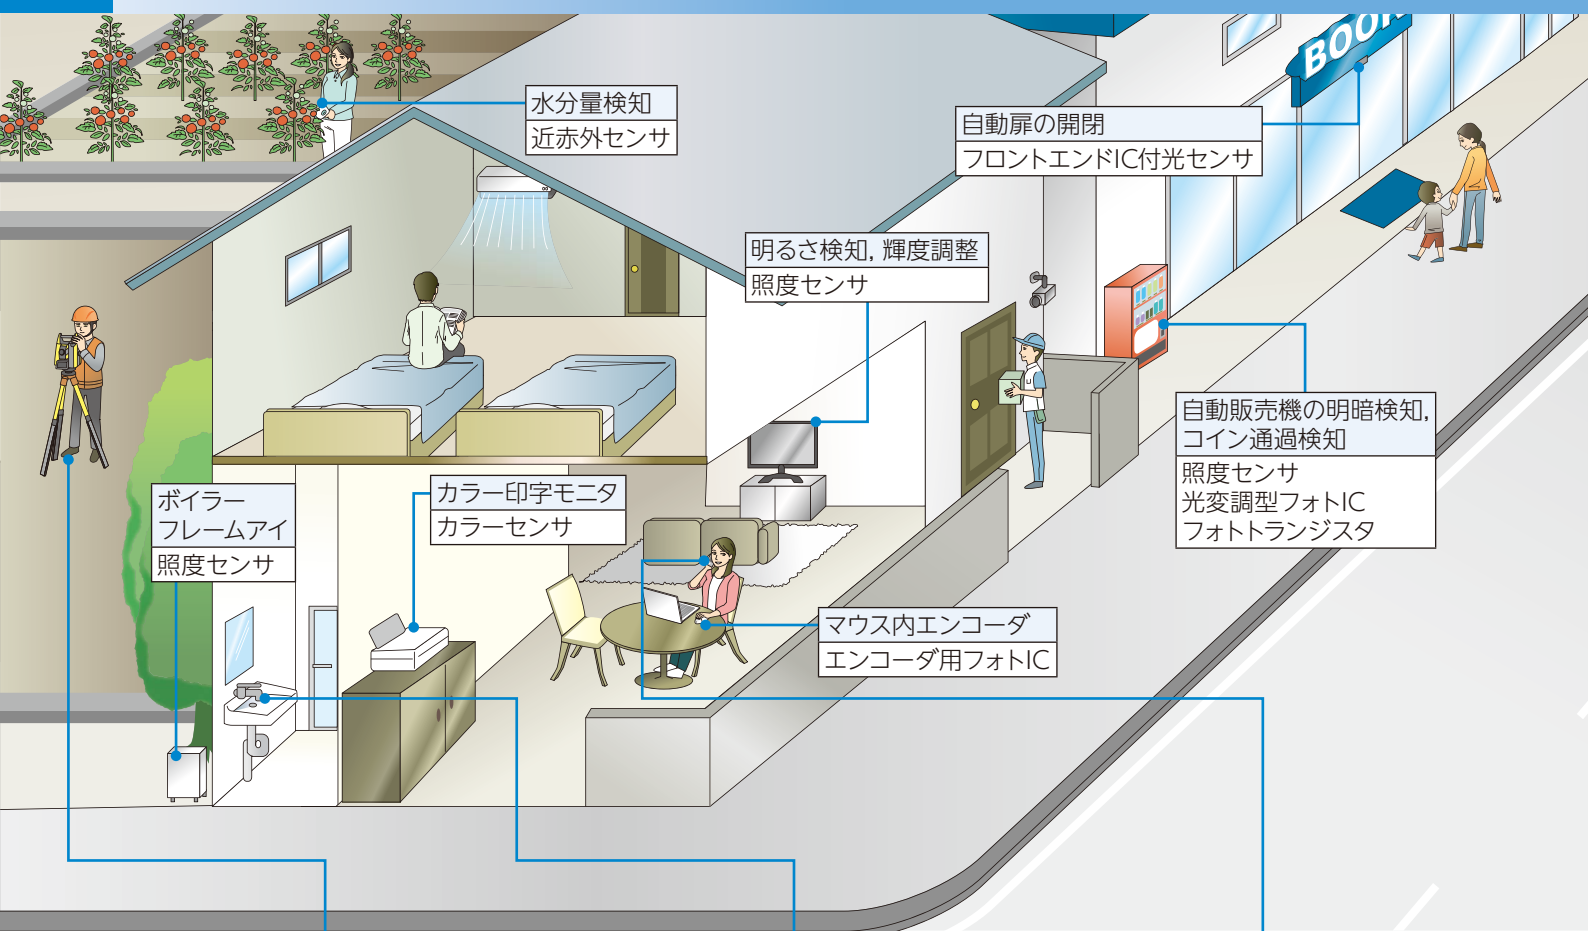 BOOK
水分量検知
近赤外センサ
自動扉の開閉
フロントエンドIC付光センサ
明るさ検知, 輝度調整
照度センサ
自動販売機の明暗検知,
コイン通過検知
照度センサ
光変調型フォトIC
フォトトランジスタ
ボイラー
フレームアイ
照度センサ
カラー印字モニタ
カラーセンサ
マウス内エンコーダ
エンコーダ用フォトIC